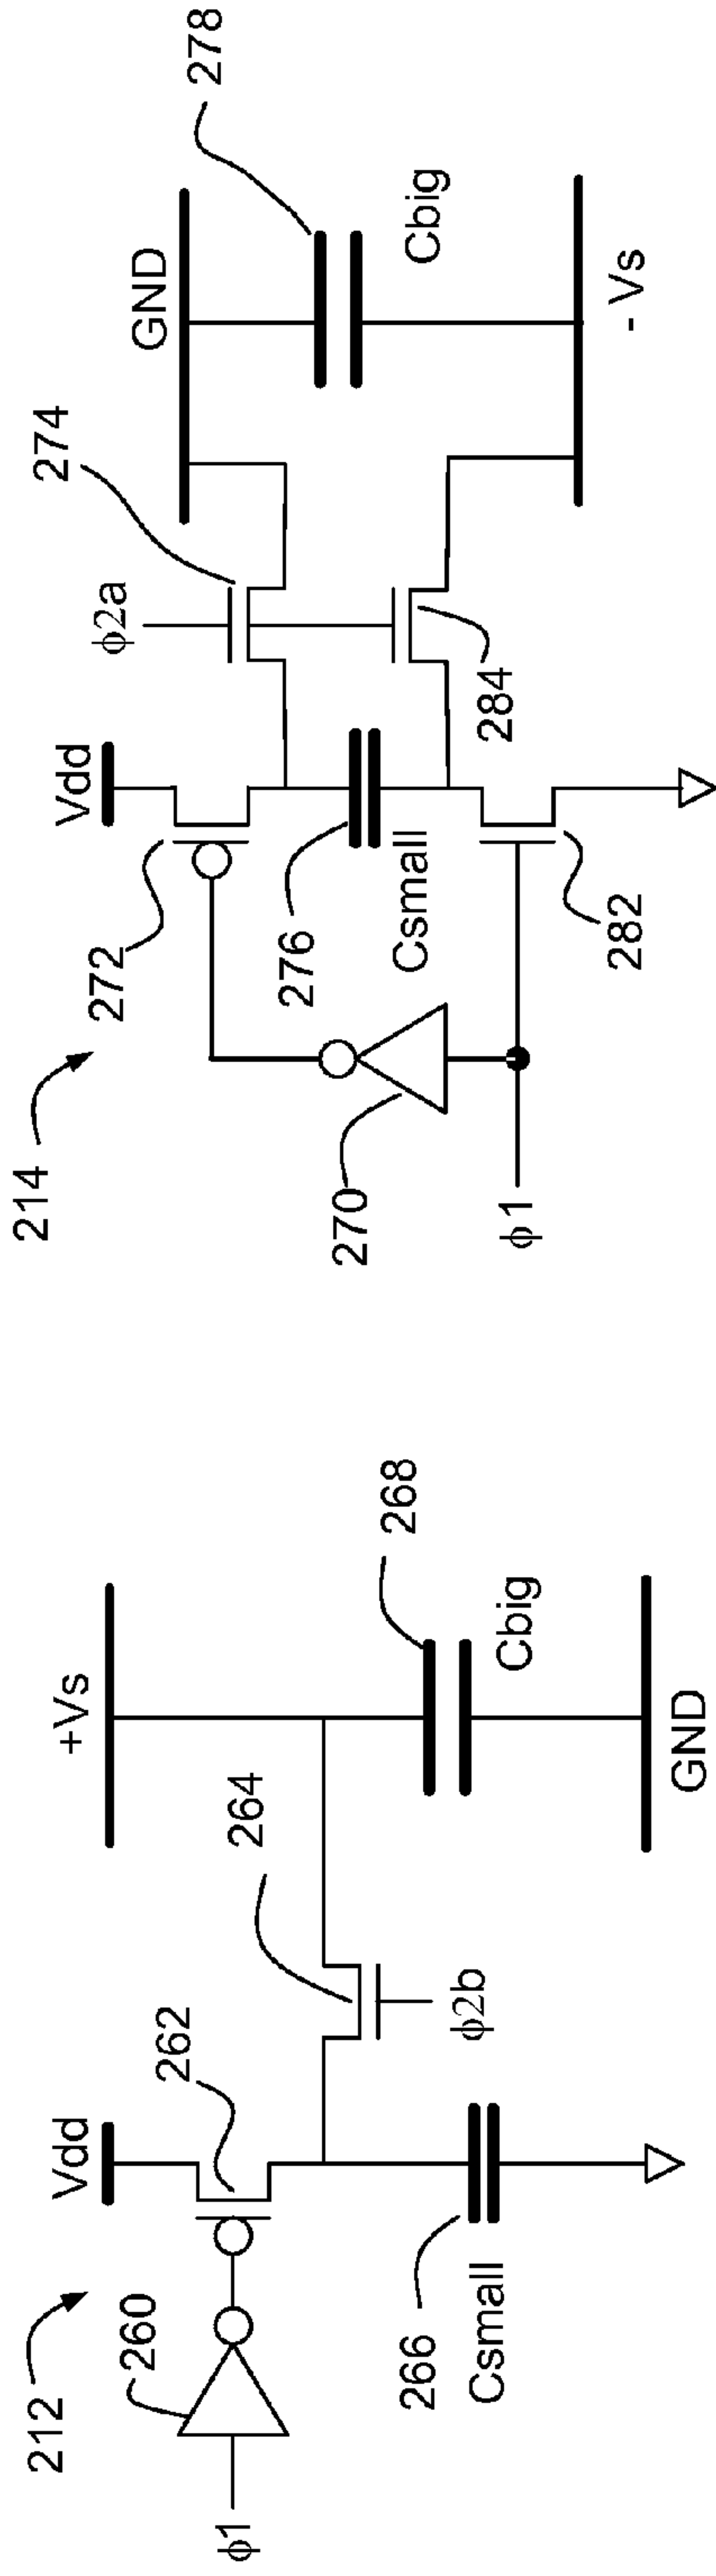 212
260
ϕ1
Vdd
262
264
+Vs
ϕ2b
266
Csmall
268
Cbig
GND
214
272
Vdd
ϕ2a
274
GND
278
276
Csmall
Cbig
270
284
ϕ1
282
- Vs